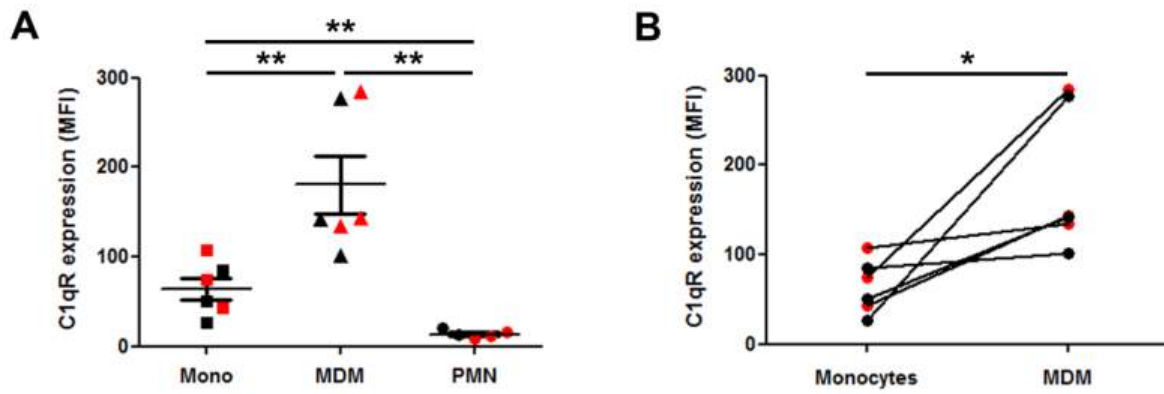 A
B
**
**
**
*
C1qR expression (MFI)
300
200
100
0
Mono
MDM
PMN
C1qR expression (MFI)
300
200
100
0
Monocytes
MDM